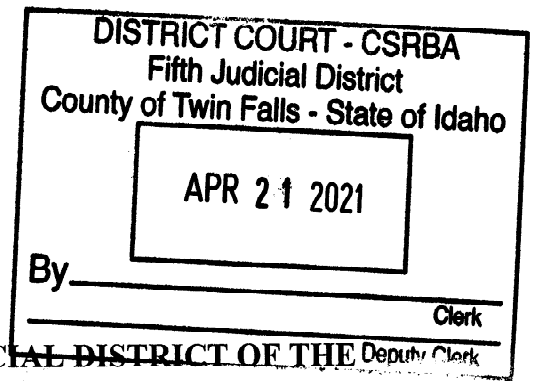 DISTRICT COURT - CSRBA
Fifth Judicial District
County of Twin Falls - State of Idaho
APR 21 2021
By
Clerk
CIAL DISTRICT OF THE Deputy Clerk